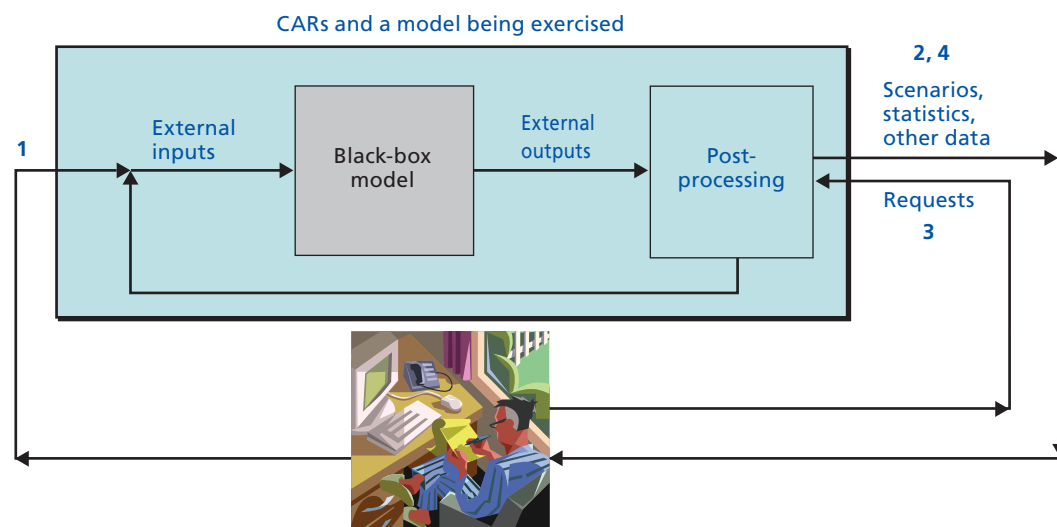 CARs and a model being exercised
2, 4
Scenarios,
statistics,
other data
1
External
inputs
Black-box
model
External
outputs
Post-
processing
Requests
3